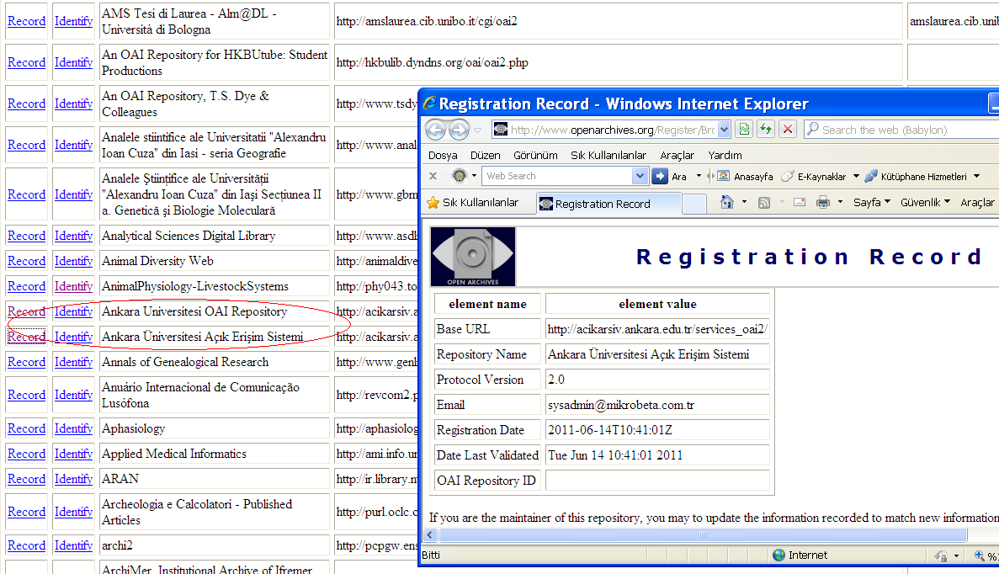 Record Identify AMS Tesi di Laurea - Alm@DL -
Università di Bologna
http://amslaurea.cib.unibo.it/cgi/oai2
Record Identify An OAI Repository for HKBUtube: Student
Productions
http://hkbulib.dyndns.org/oai/oai2.php
Record Identify An OAI Repository, T.S. Dye &
Colleagues
http://www.tsdy
Record Identify Analele stiintifice ale Universitatii "Alexandru
Ioan Cuza" din Iasi - seria Geografie
http://www.anal
Record Identify Analele Ştiinţifice ale Universităţii
"Alexandru Ioan Cuza" din Iaşi Secţiunea II
a. Genetică şi Biologie Moleculară
http://www.gbm
Record Identify Analytical Sciences Digital Library http://www.asdl
Record Identify Animal Diversity Web http://animaldive
Record Identify AnimalPhysiology-LivestockSystems http://phy043.to
Record Identify Ankara Universitesi OAI Repository http://acikarsiv.a
Record Identify Ankara Üniversitesi Açık Erişim Sistemi http://acikarsiv.a
Record Identify Annals of Genealogical Research http://www.genh
Record Identify Anuário Internacional de Comunicação
Lusófona
http://revcom2.p
Record Identify Aphasiology http://aphasiolog
Record Identify Applied Medical Informatics http://ami.info.un
Record Identify ARAN http://ir.library.n
Record Identify Archeologia e Calcolatori - Published
Articles
http://purl.oclc.o
Record Identify archi2 http://pcpgw.ens
ArchiMer, Institutional Archive of Ifremer
Registration Record - Windows Internet Explorer
http://www.openarchives.org/Register/Brc Search the web (Babylon)
Dosya Düzen Görünüm Sık Kullanılanlar Araçlar Yardım
Web Search Ara Anasayfa E-Kaynaklar Kütüphane Hizmetleri
Sık Kullanılanlar Registration Record Sayfa Güvenlik Araçlar
OPEN ARCHIVES
Registration Record
element name element value
Base URL http://acikarsiv.ankara.edu.tr/services_oai2/
Repository Name Ankara Üniversitesi Açık Erişim Sistemi
Protocol Version 2.0
Email sysadmin@mikrobeta.com.tr
Registration Date 2011-06-14T10:41:01Z
Date Last Validated Tue Jun 14 10:41:01 2011
OAI Repository ID
If you are the maintainer of this repository, you may to update the information recorded to match new information
Bitti Internet